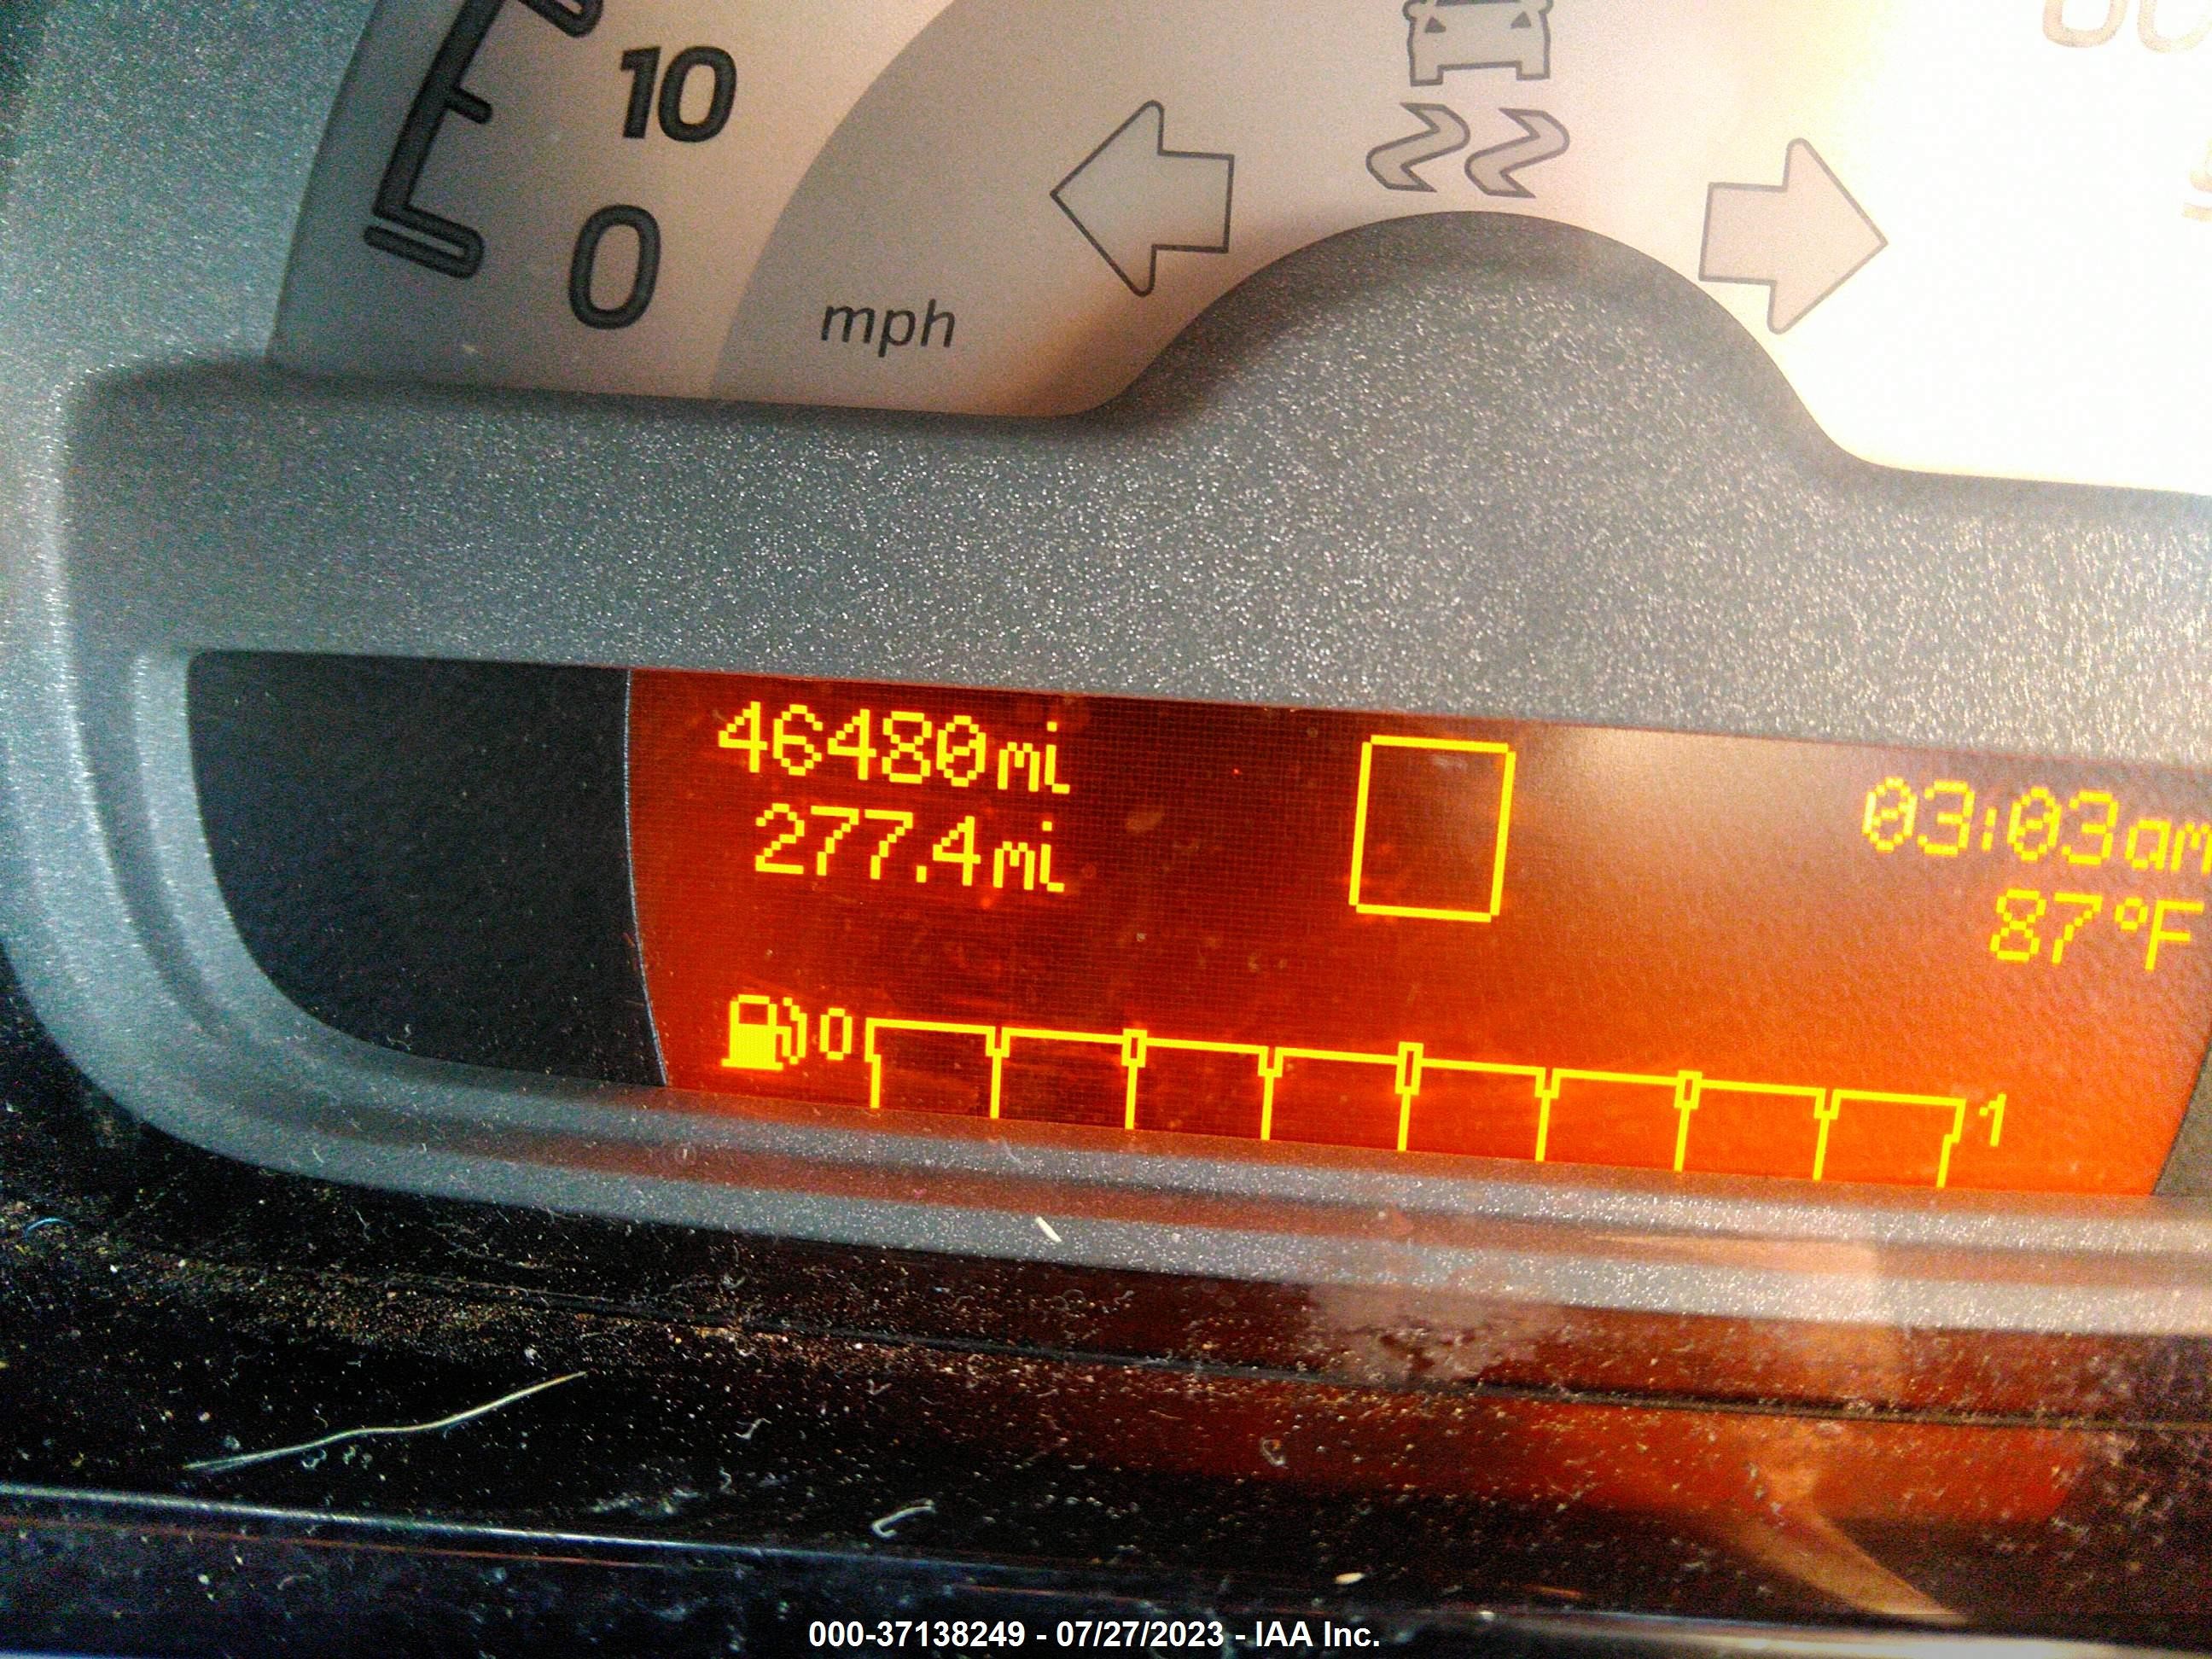 10
0
mph
46480mi
277.4mi
03:03am
87°F
0
1
000-37138249 - 07/27/2023 - IAA Inc.